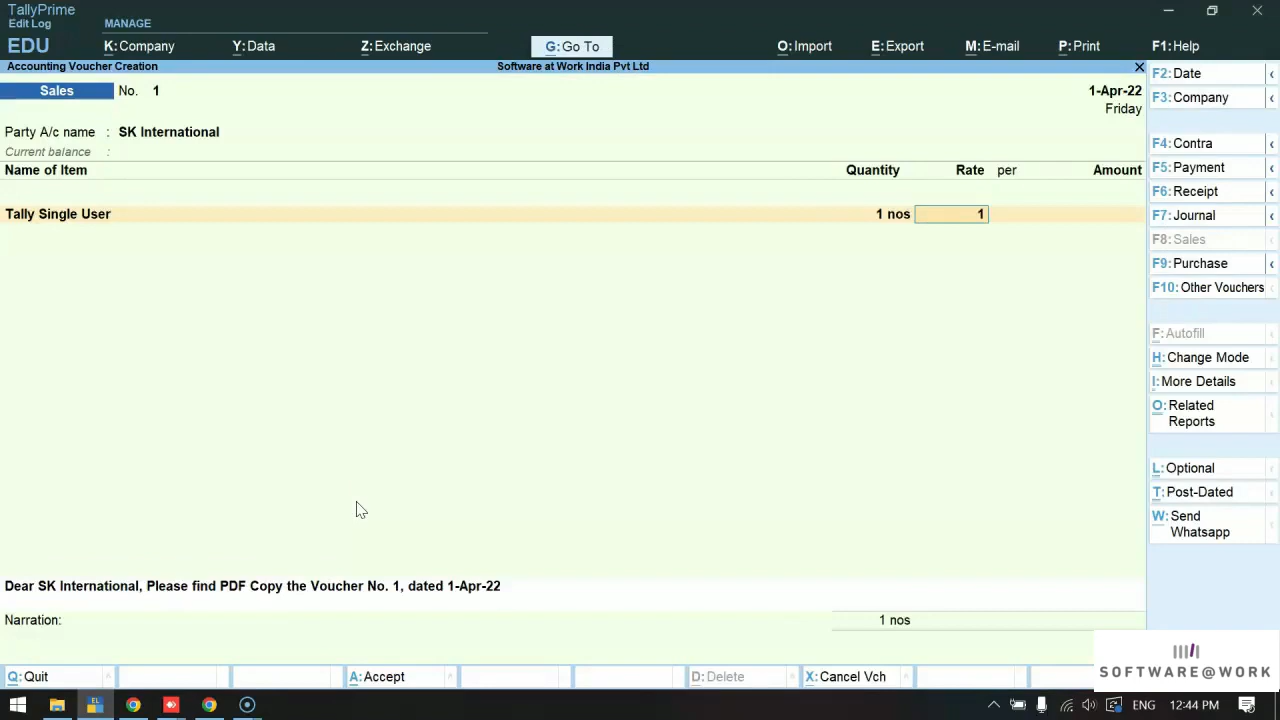 TallyPrime
Edit Log
MANAGE
EDU
K:Company
Y:Data
Z:Exchange
G:Go To
O:Import
E:Export
M:E-mail
P:Print
F1:Help
Accounting Voucher Creation
Software at Work India Pvt Ltd
Sales No. 1
1-Apr-22
Friday
Party A/c name : SK International
Current balance :
Name of Item Quantity Rate per Amount
Tally Single User 1 nos 1
Dear SK International, Please find PDF Copy the Voucher No. 1, dated 1-Apr-22
Narration: 1 nos
F2:Date
F3:Company
F4:Contra
F5:Payment
F6:Receipt
F7:Journal
F8:Sales
F9:Purchase
F10:Other Vouchers
F:Autofill
H:Change Mode
I:More Details
O:Related
Reports
L:Optional
T:Post-Dated
W:Send
Whatsapp
SOFTWARE@WORK
Q:Quit
A:Accept
D:Delete
X:Cancel Vch
EL
ENG
12:44 PM